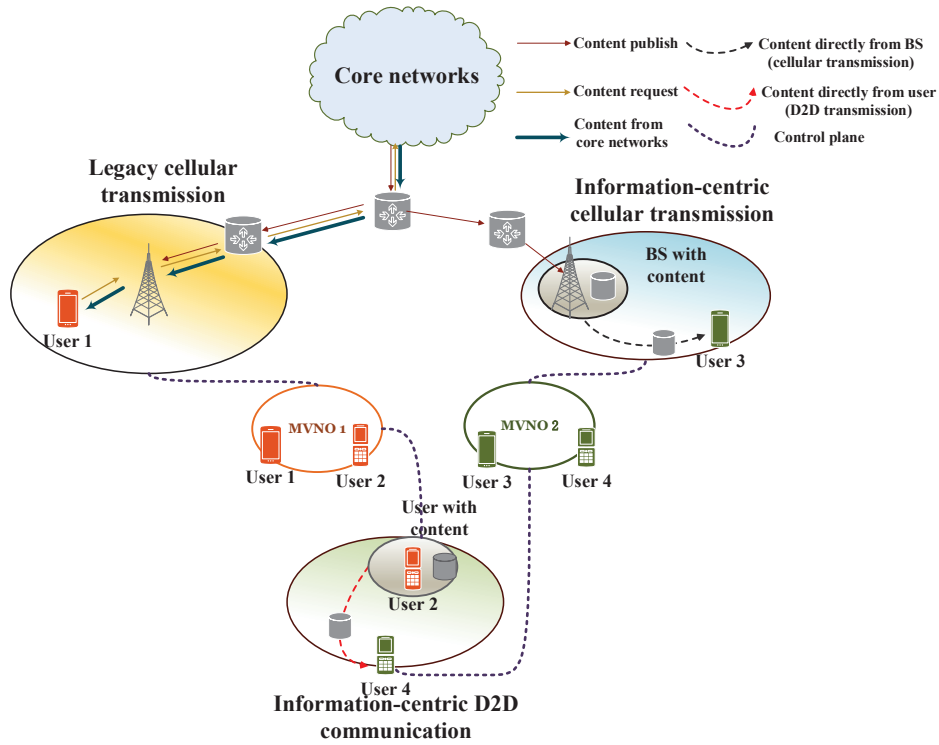 Core networks
Content publish
Content request
Content from
core networks
Content directly from BS
(cellular transmission)
Content directly from user
(D2D transmission)
Control plane
Legacy cellular
transmission
Information-centric
cellular transmission
BS with
content
User 1
User 3
MVNO 1
User 1
User 2
MVNO 2
User 3
User 4
User with
content
User 2
User 4
Information-centric D2D
communication